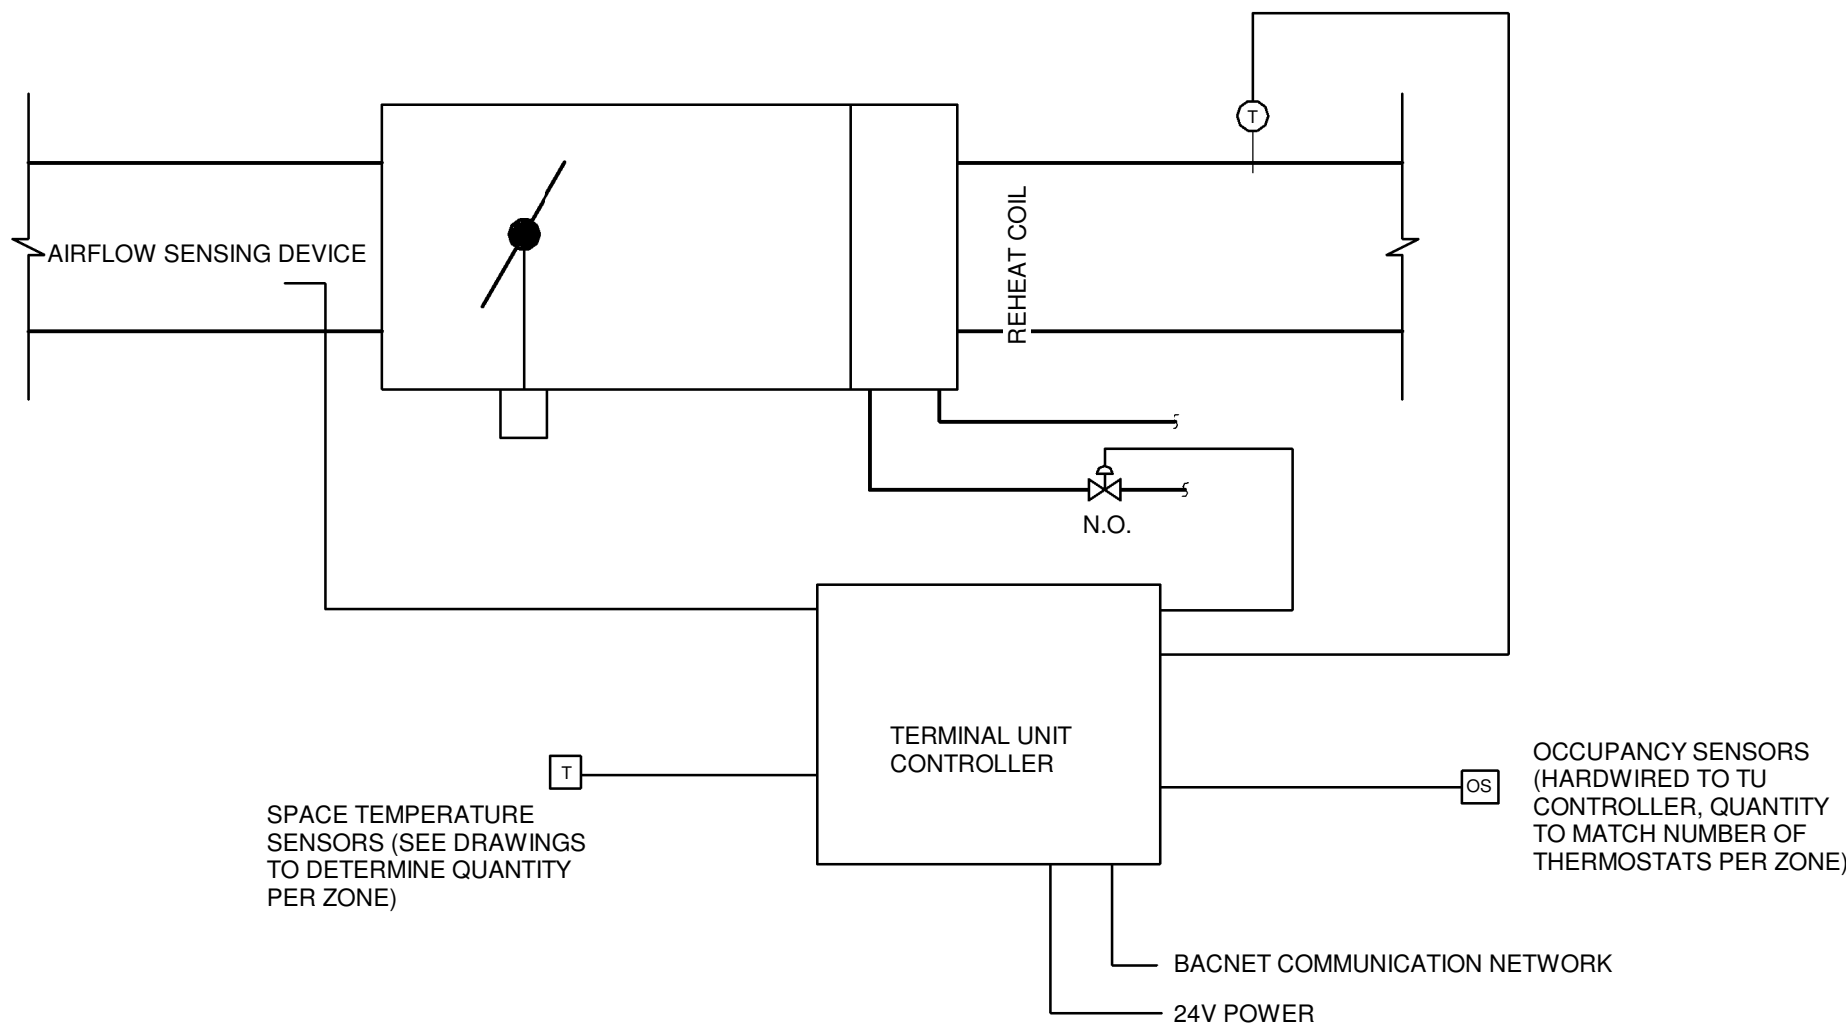 T
AIRFLOW SENSING DEVICE
REHEAT COIL
N.O.
TERMINAL UNIT
CONTROLLER
T
SPACE TEMPERATURE
SENSORS (SEE DRAWINGS
TO DETERMINE QUANTITY
PER ZONE)
OS
OCCUPANCY SENSORS
(HARDWIRED TO TU
CONTROLLER, QUANTITY
TO MATCH NUMBER OF
THERMOSTATS PER ZONE)
BACNET COMMUNICATION NETWORK
24V POWER